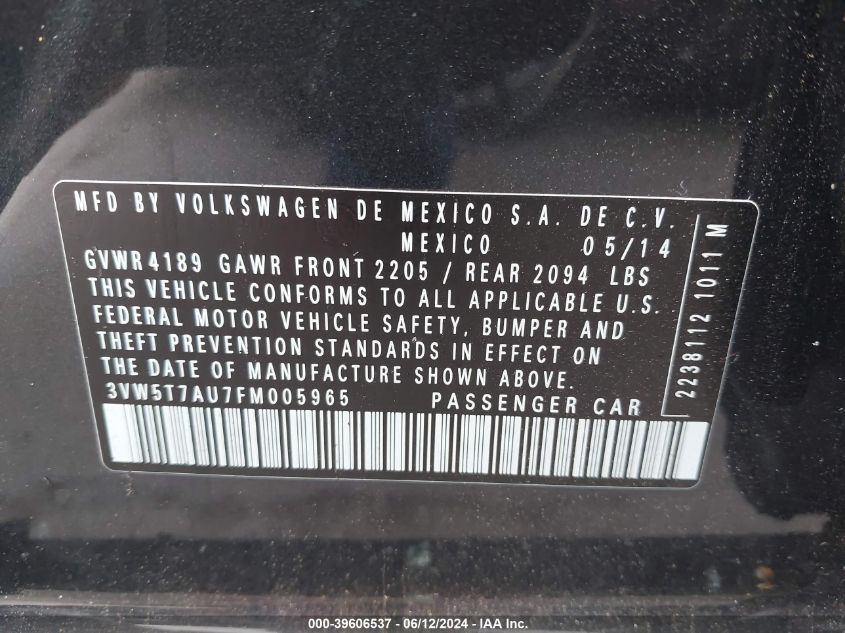 MFD BY VOLKSWAGEN DE MEXICO S.A. DE C.V.
MEXICO 05/14
GVWR4189 GAWR FRONT 2205 / REAR 2094 LBS
THIS VEHICLE CONFORMS TO ALL APPLICABLE U.S.
FEDERAL MOTOR VEHICLE SAFETY, BUMPER AND
THEFT PREVENTION STANDARDS IN EFFECT ON
THE DATE OF MANUFACTURE SHOWN ABOVE.
3VW5T7AU7FM005965 PASSENGER CAR
2238112 1011 M
000-39606537 - 06/12/2024 - IAA Inc.